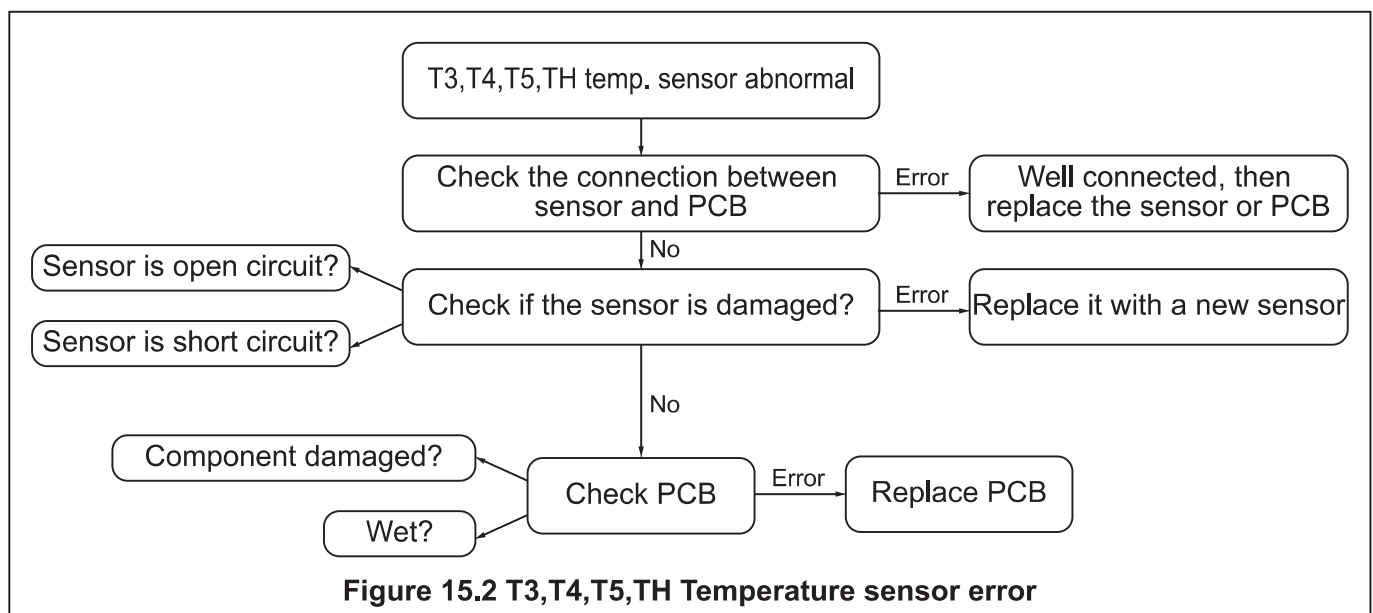 T3,T4,T5,TH temp. sensor abnormal
Check the connection between
sensor and PCB
Error
Well connected, then
replace the sensor or PCB
No
Sensor is open circuit?
Sensor is short circuit?
Check if the sensor is damaged?
Error
Replace it with a new sensor
No
Component damaged?
Wet?
Check PCB
Error
Replace PCB
Figure 15.2 T3,T4,T5,TH Temperature sensor error